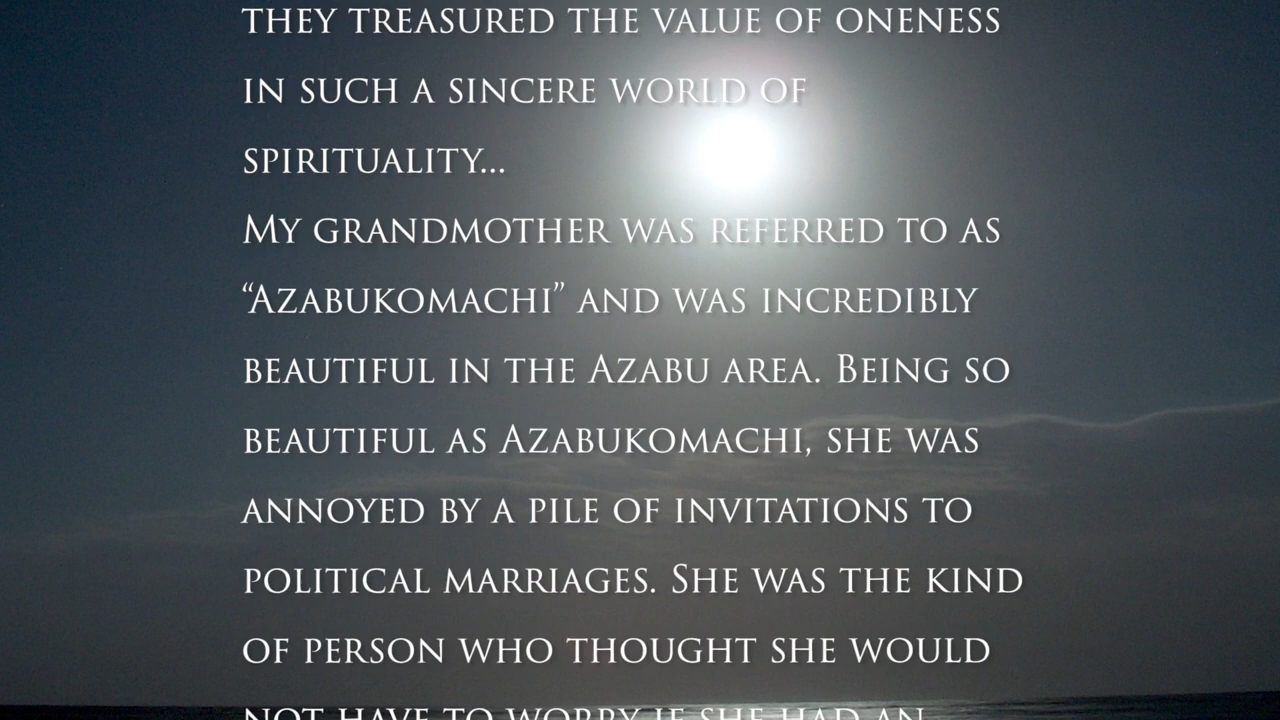 THEY TREASURED THE VALUE OF ONENESS
IN SUCH A SINCERE WORLD OF
SPIRITUALITY...
MY GRANDMOTHER WAS REFERRED TO AS
“AZABUKOMACHI” AND WAS INCREDIBLY
BEAUTIFUL IN THE AZABU AREA. BEING SO
BEAUTIFUL AS AZABUKOMACHI, SHE WAS
ANNOYED BY A PILE OF INVITATIONS TO
POLITICAL MARRIAGES. SHE WAS THE KIND
OF PERSON WHO THOUGHT SHE WOULD
NOT HAVE TO WORRY IF SHE HAD AN